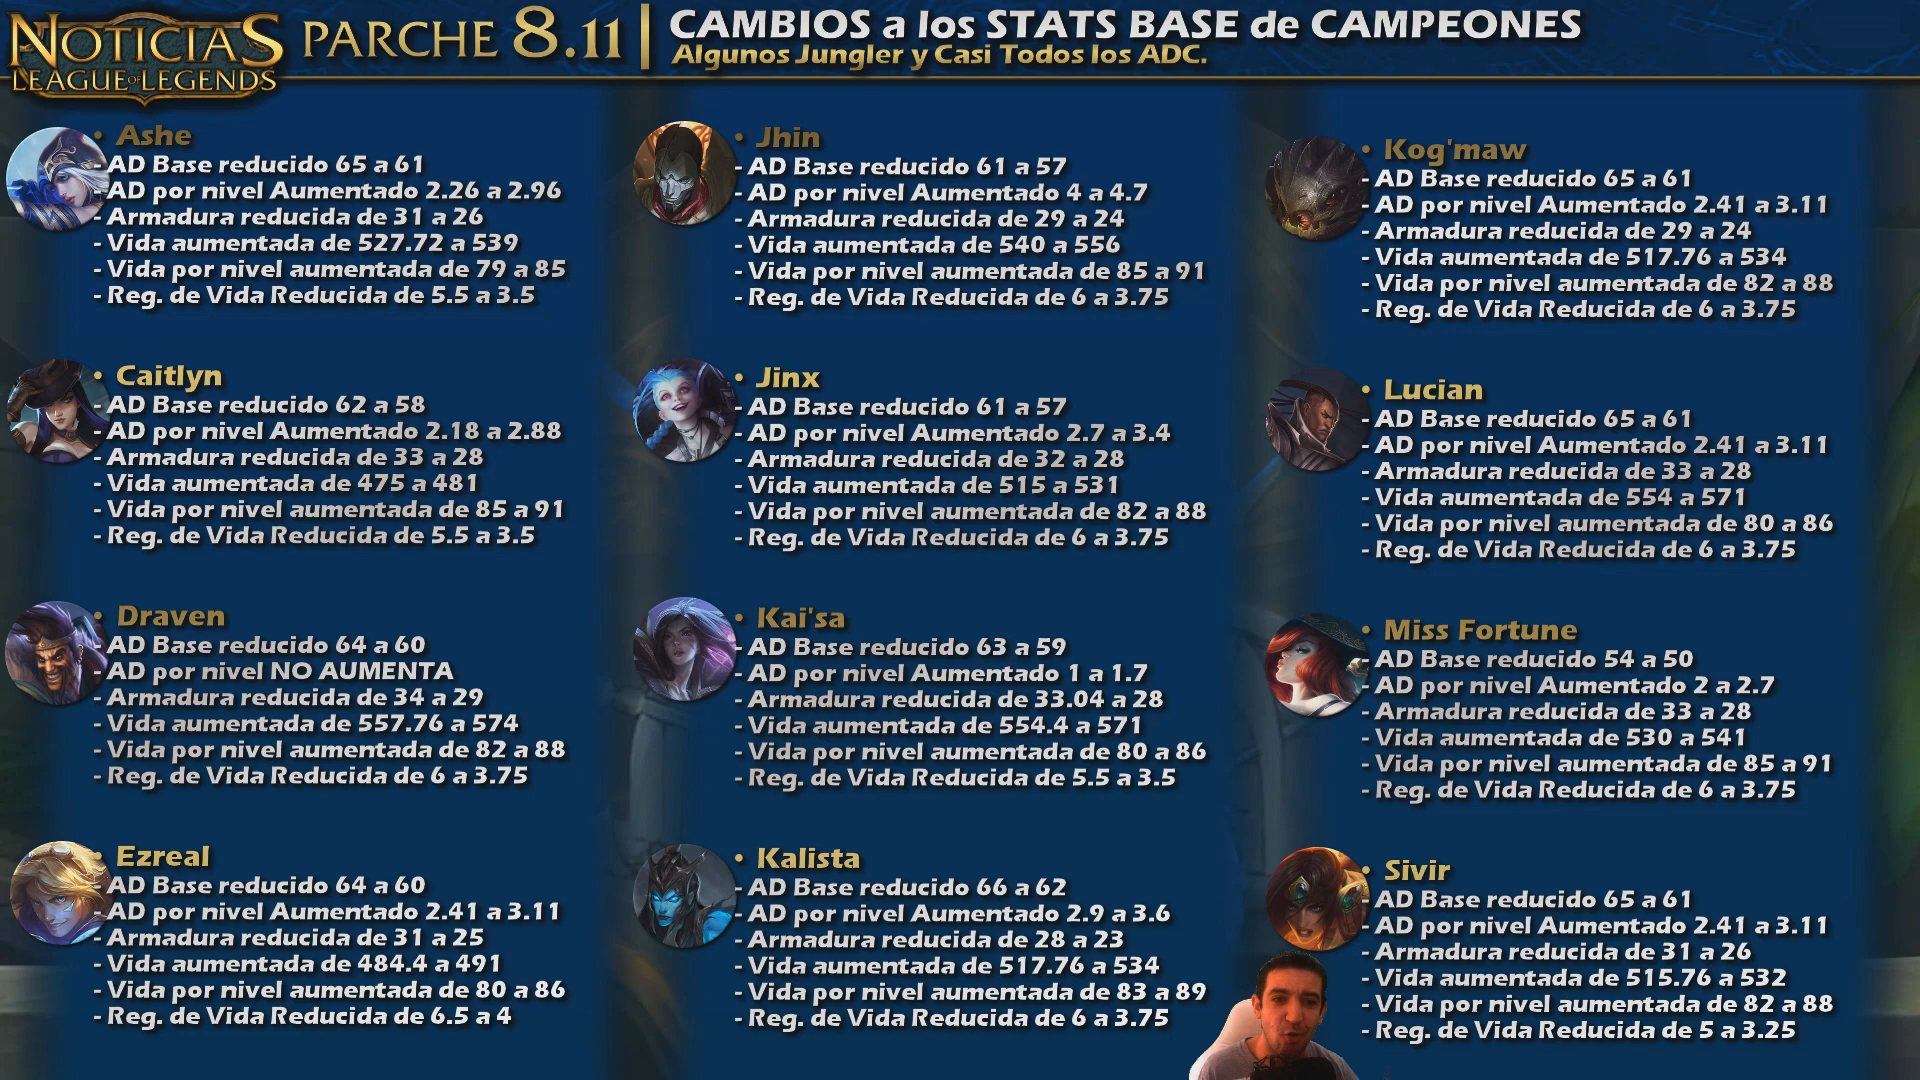 NOTICIAS
LEAGUE OF LEGENDS
PARCHE 8.11
CAMBIOS a los STATS BASE de CAMPEONES
Algunos Jungler y Casi Todos los ADC.
• Ashe
- AD Base reducido 65 a 61
- AD por nivel Aumentado 2.26 a 2.96
- Armadura reducida de 31 a 26
- Vida aumentada de 527.72 a 539
- Vida por nivel aumentada de 79 a 85
- Reg. de Vida Reducida de 5.5 a 3.5
• Caitlyn
- AD Base reducido 62 a 58
- AD por nivel Aumentado 2.18 a 2.88
- Armadura reducida de 33 a 28
- Vida aumentada de 475 a 481
- Vida por nivel aumentada de 85 a 91
- Reg. de Vida Reducida de 5.5 a 3.5
• Draven
- AD Base reducido 64 a 60
- AD por nivel NO AUMENTA
- Armadura reducida de 34 a 29
- Vida aumentada de 557.76 a 574
- Vida por nivel aumentada de 82 a 88
- Reg. de Vida Reducida de 6 a 3.75
• Ezreal
- AD Base reducido 64 a 60
- AD por nivel Aumentado 2.41 a 3.11
- Armadura reducida de 31 a 25
- Vida aumentada de 484.4 a 491
- Vida por nivel aumentada de 80 a 86
- Reg. de Vida Reducida de 6.5 a 4
• Jhin
- AD Base reducido 61 a 57
- AD por nivel Aumentado 4 a 4.7
- Armadura reducida de 29 a 24
- Vida aumentada de 540 a 556
- Vida por nivel aumentada de 85 a 91
- Reg. de Vida Reducida de 6 a 3.75
• Jinx
- AD Base reducido 61 a 57
- AD por nivel Aumentado 2.7 a 3.4
- Armadura reducida de 32 a 28
- Vida aumentada de 515 a 531
- Vida por nivel aumentada de 82 a 88
- Reg. de Vida Reducida de 6 a 3.75
• Kai'sa
- AD Base reducido 63 a 59
- AD por nivel Aumentado 1 a 1.7
- Armadura reducida de 33.04 a 28
- Vida aumentada de 554.4 a 571
- Vida por nivel aumentada de 80 a 86
- Reg. de Vida Reducida de 5.5 a 3.5
• Kalista
- AD Base reducido 66 a 62
- AD por nivel Aumentado 2.9 a 3.6
- Armadura reducida de 28 a 23
- Vida aumentada de 517.76 a 534
- Vida por nivel aumentada de 83 a 89
- Reg. de Vida Reducida de 6 a 3.75
• Kog'maw
- AD Base reducido 65 a 61
- AD por nivel Aumentado 2.41 a 3.11
- Armadura reducida de 29 a 24
- Vida aumentada de 517.76 a 534
- Vida por nivel aumentada de 82 a 88
- Reg. de Vida Reducida de 6 a 3.75
• Lucian
- AD Base reducido 65 a 61
- AD por nivel Aumentado 2.41 a 3.11
- Armadura reducida de 33 a 28
- Vida aumentada de 554 a 571
- Vida por nivel aumentada de 80 a 86
- Reg. de Vida Reducida de 6 a 3.75
• Miss Fortune
- AD Base reducido 54 a 50
- AD por nivel Aumentado 2 a 2.7
- Armadura reducida de 33 a 28
- Vida aumentada de 530 a 541
- Vida por nivel aumentada de 85 a 91
- Reg. de Vida Reducida de 6 a 3.75
• Sivir
- AD Base reducido 65 a 61
- AD por nivel Aumentado 2.41 a 3.11
- Armadura reducida de 31 a 26
- Vida aumentada de 515.76 a 532
- Vida por nivel aumentada de 82 a 88
- Reg. de Vida Reducida de 5 a 3.25